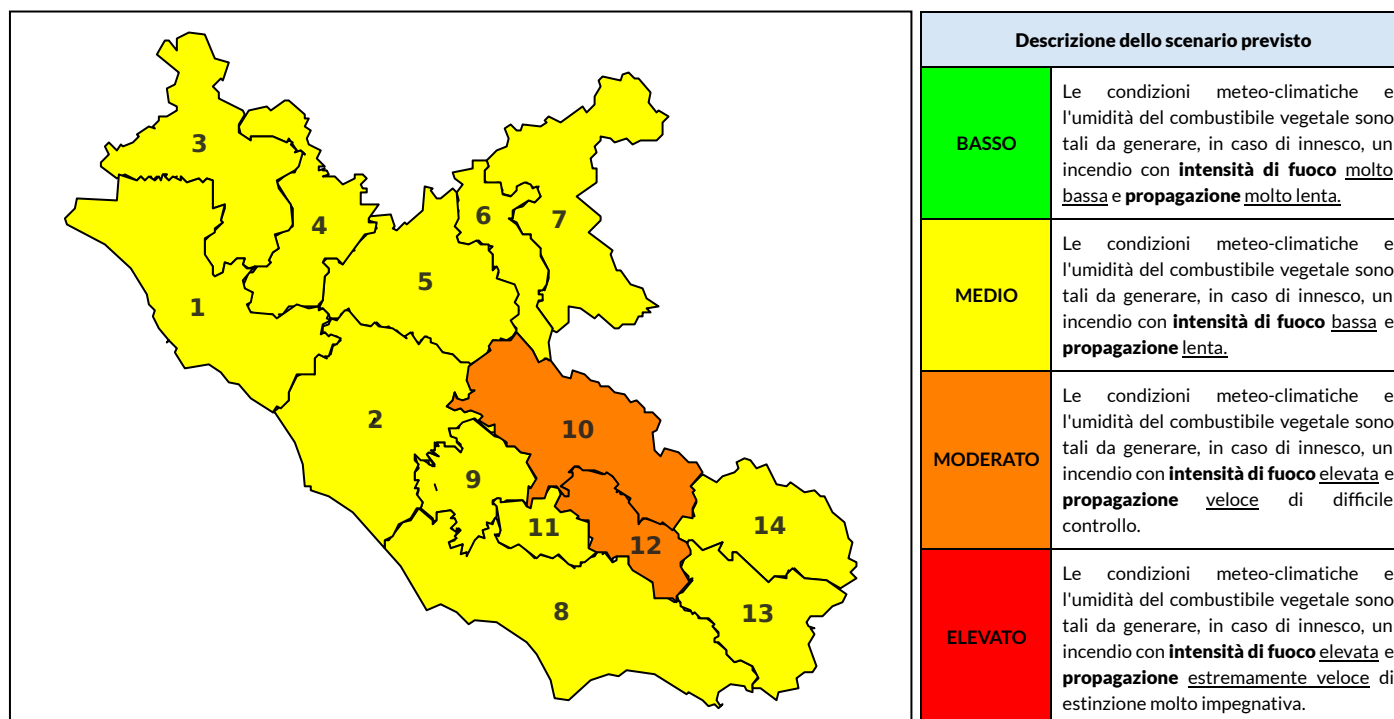 3
4
6
7
5
1
2
10
9
11
14
12
8
13
Descrizione dello scenario previsto
BASSO
Le condizioni meteo-climatiche e
l'umidità del combustibile vegetale sono
tali da generare, in caso di innesco, un
incendio con intensità di fuoco molto
bassa e propagazione molto lenta.
MEDIO
Le condizioni meteo-climatiche e
l'umidità del combustibile vegetale sono
tali da generare, in caso di innesco, un
incendio con intensità di fuoco bassa e
propagazione lenta.
MODERATO
Le condizioni meteo-climatiche e
l'umidità del combustibile vegetale sono
tali da generare, in caso di innesco, un
incendio con intensità di fuoco elevata e
propagazione veloce di difficile
controllo.
ELEVATO
Le condizioni meteo-climatiche e
l'umidità del combustibile vegetale sono
tali da generare, in caso di innesco, un
incendio con intensità di fuoco elevata e
propagazione estremamente veloce di
estinzione molto impegnativa.